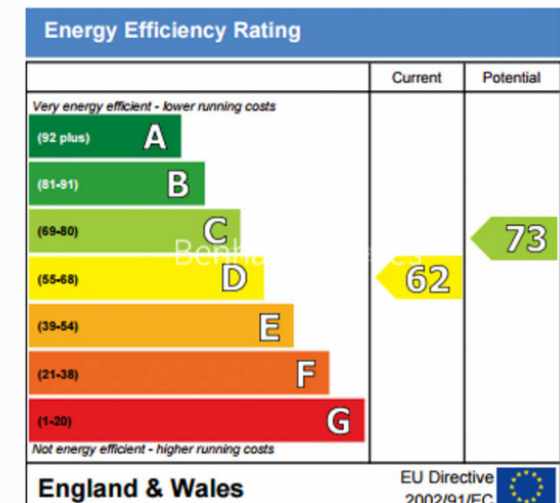 Energy Efficiency Rating
Current Potential
Very energy efficient - lower running costs
(92 plus) A
(81-91) B
(69-80) C
73
(55-68) D
62
(39-54) E
(21-38) F
(1-20) G
Not energy efficient - higher running costs
England & Wales
EU Directive
2002/91/EC